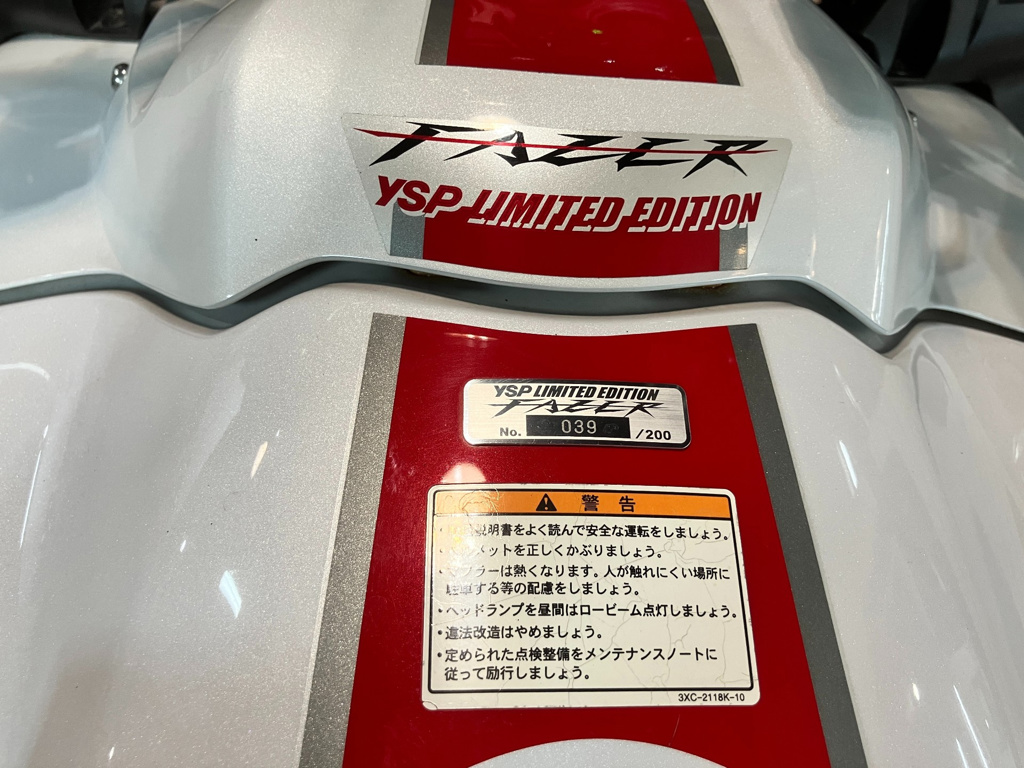 FAZER
YSP LIMITED EDITION
YSP LIMITED EDITION
FAZER
No. 039 /200
警告
説明書をよく読んで安全な運転をしましょう。
ットを正しくかぶりましょう。
フラーは熱くなります。人が触れにくい場所に
駐車する等の配慮をしましょう。
・ヘッドランプを昼間はロービーム点灯しましょう。
・違法改造はやめましょう。
・定められた点検整備をメンテナンスノートに
従って励行しましょう。
3XC-2118K-10